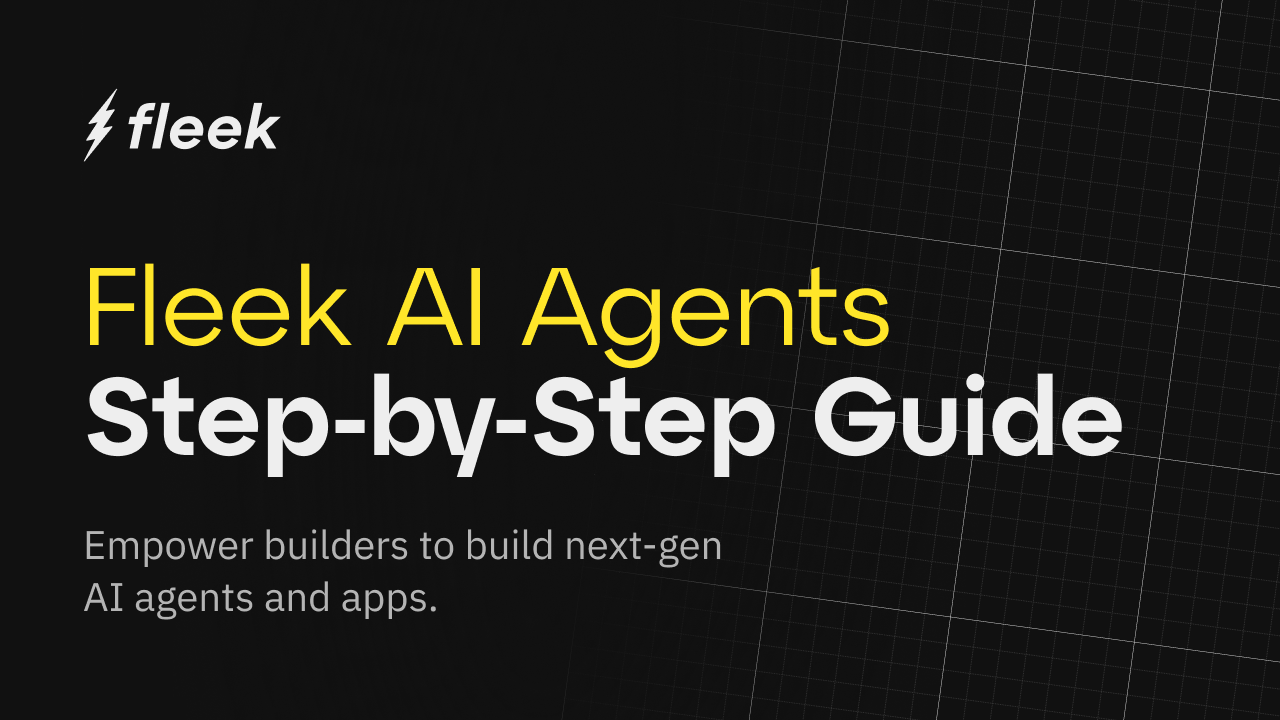 fleek
Fleek AI Agents
Step-by-Step Guide
Empower builders to build next-gen
AI agents and apps.